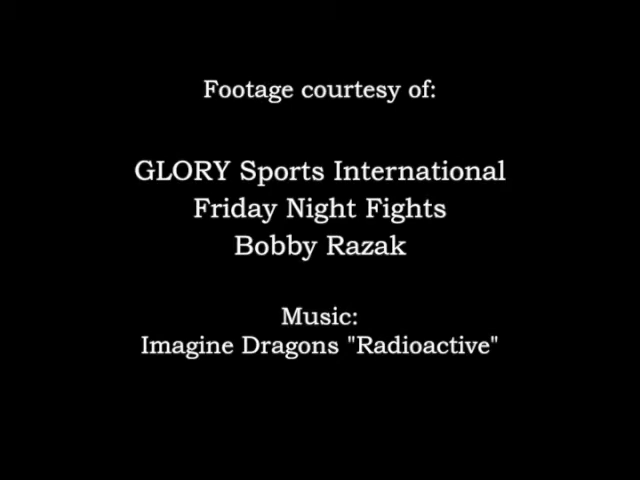 Footage courtesy of:
GLORY Sports International
Friday Night Fights
Bobby Razak
Music:
Imagine Dragons "Radioactive"